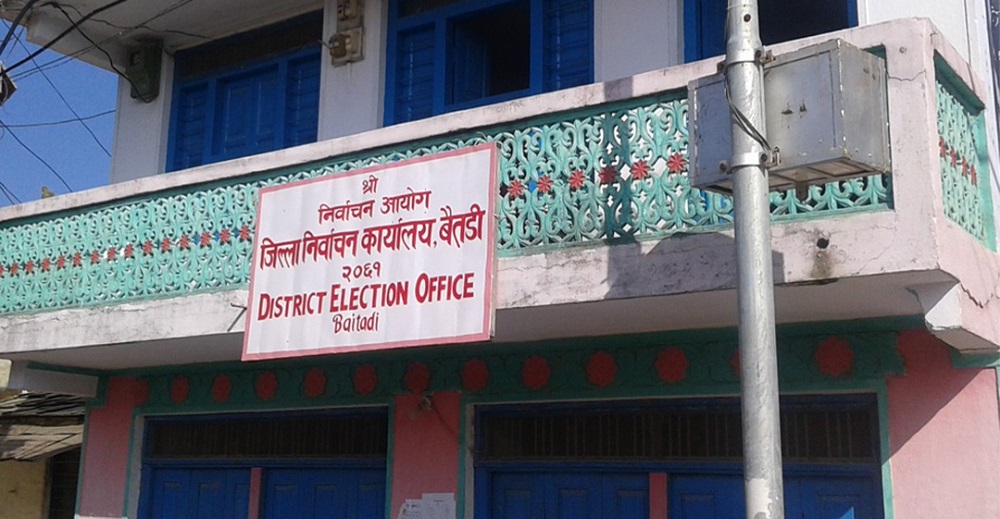 श्री
निर्वाचन आयोग
जिल्ला निर्वाचन कार्यालय, बैतडी
२०६१
DISTRICT ELECTION OFFICE
Baitadi